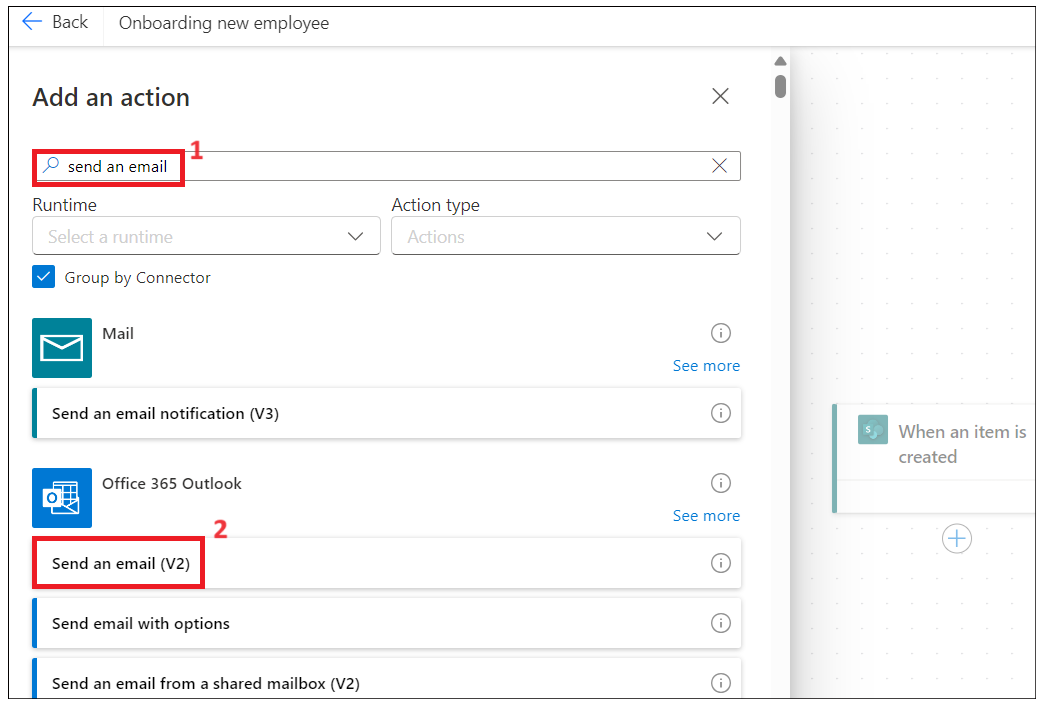 Back
Onboarding new employee
Add an action
send an email
1
Runtime
Action type
Select a runtime
Actions
Group by Connector
Mail
See more
Send an email notification (V3)
Office 365 Outlook
See more
2
Send an email (V2)
Send email with options
Send an email from a shared mailbox (V2)
When an item is
created